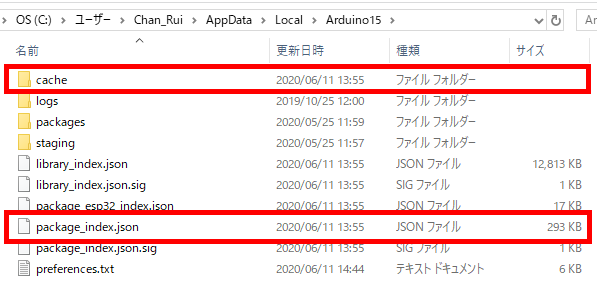 OS (C:) > ユーザー > Chan_Rui > AppData > Local > Arduino15
名前 更新日時 種類 サイズ
cache 2020/06/11 13:55 ファイル フォルダー
logs 2019/10/25 12:00 ファイル フォルダー
packages 2020/05/25 11:59 ファイル フォルダー
staging 2020/05/25 11:57 ファイル フォルダー
library_index.json 2020/06/11 13:55 JSON ファイル 12,813 KB
library_index.json.sig 2020/06/11 13:55 SIG ファイル 1 KB
package_esp32_index.json 2020/06/11 13:55 JSON ファイル 17 KB
package_index.json 2020/06/11 13:55 JSON ファイル 293 KB
package_index.json.sig 2020/06/11 13:55 SIG ファイル 1 KB
preferences.txt 2020/06/11 14:44 テキスト ドキュメント 6 KB